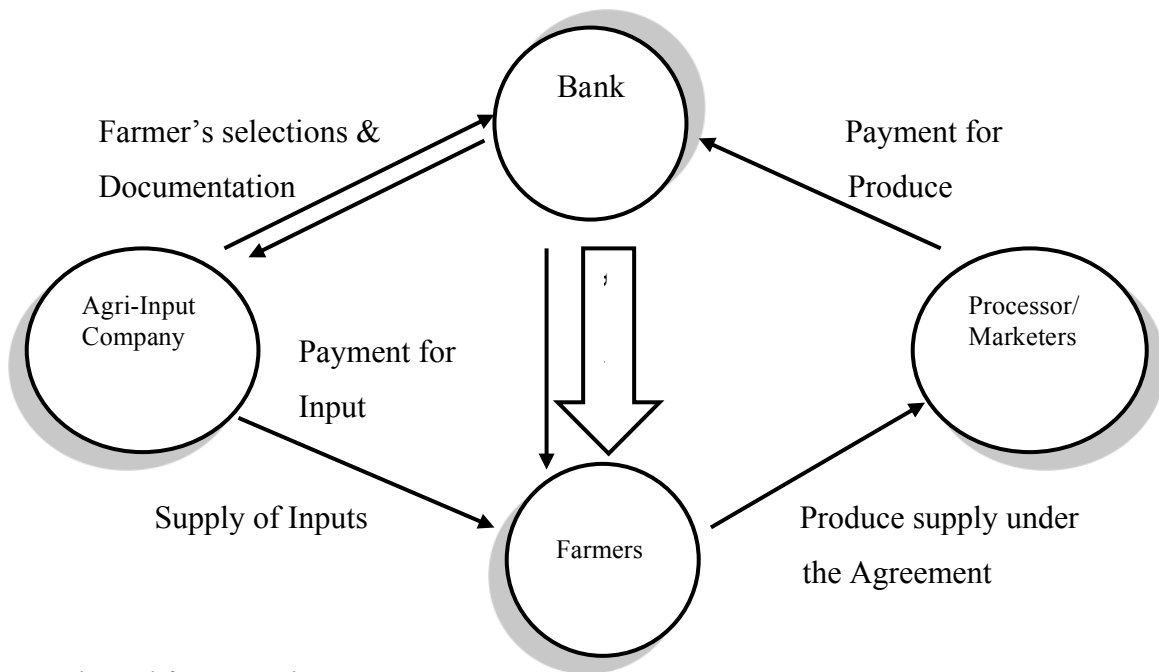 Bank
Farmer’s selections &
Documentation
Payment for
Produce
Agri-Input
Company
Processor/
Marketers
Payment for
Input
Supply of Inputs
Farmers
Produce supply under
the Agreement